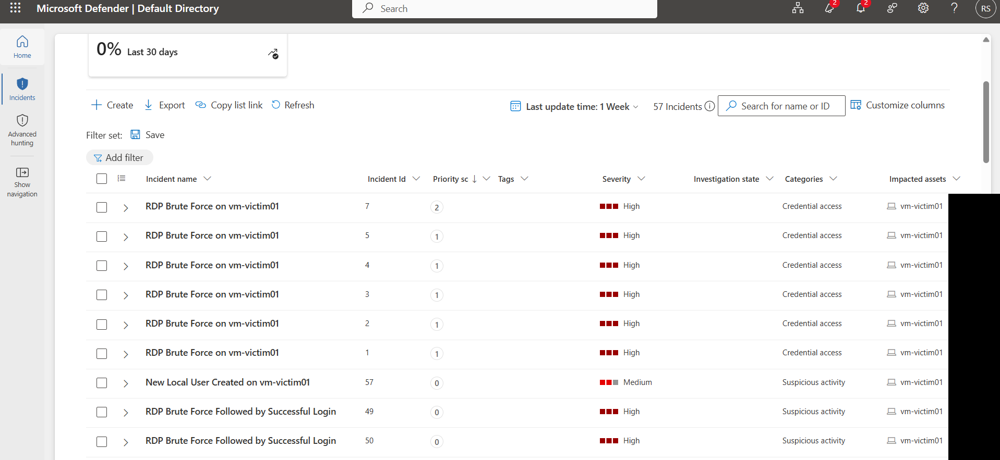 Microsoft Defender | Default Directory
Search
2
2
RS
Home
Incidents
Advanced
hunting
Show
navigation
0% Last 30 days
Create Export Copy list link Refresh
Last update time: 1 Week 57 Incidents Search for name or ID Customize columns
Filter set: Save
Add filter
Incident name Incident Id Priority sc Tags Severity Investigation state Categories Impacted assets
RDP Brute Force on vm-victim01 7 2 High Credential access vm-victim01
RDP Brute Force on vm-victim01 5 1 High Credential access vm-victim01
RDP Brute Force on vm-victim01 4 1 High Credential access vm-victim01
RDP Brute Force on vm-victim01 3 1 High Credential access vm-victim01
RDP Brute Force on vm-victim01 2 1 High Credential access vm-victim01
RDP Brute Force on vm-victim01 1 1 High Credential access vm-victim01
New Local User Created on vm-victim01 57 0 Medium Suspicious activity vm-victim01
RDP Brute Force Followed by Successful Login 49 0 High Suspicious activity vm-victim01
RDP Brute Force Followed by Successful Login 50 0 High Suspicious activity vm-victim01